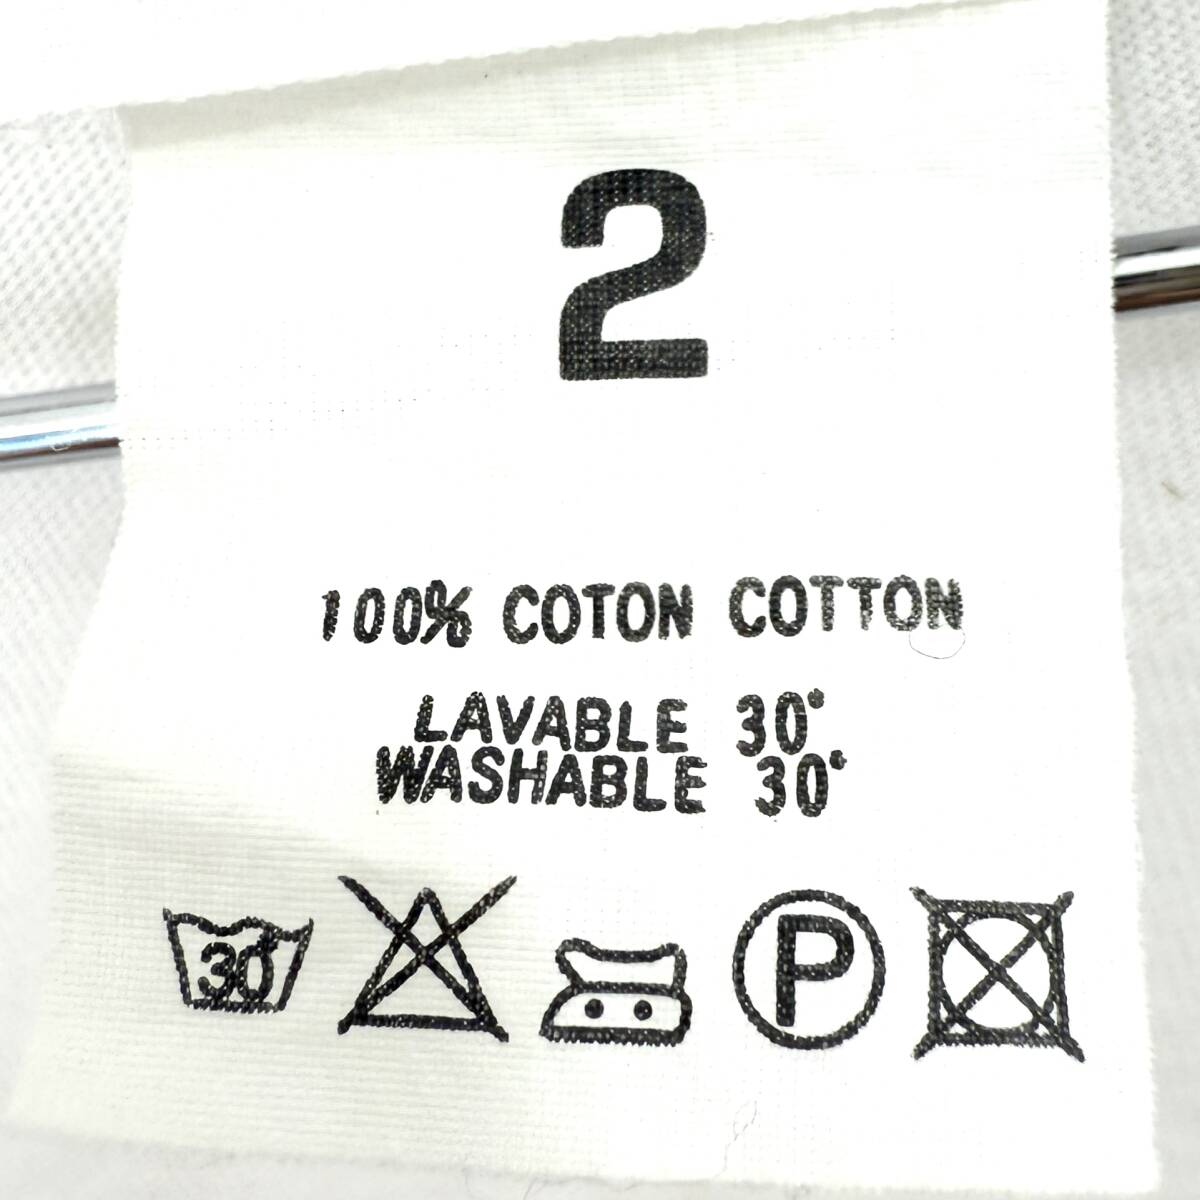 2
100% COTON COTTON
LAVABLE 30°
WASHABLE 30°
30° P